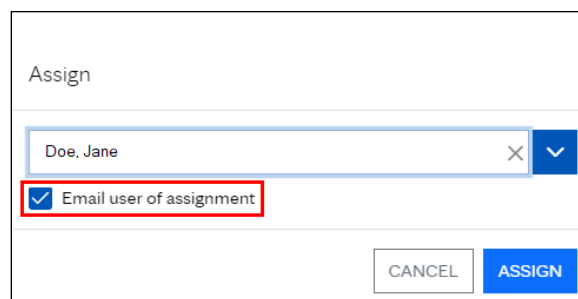 Assign
Doe, Jane
Email user of assignment
CANCEL ASSIGN